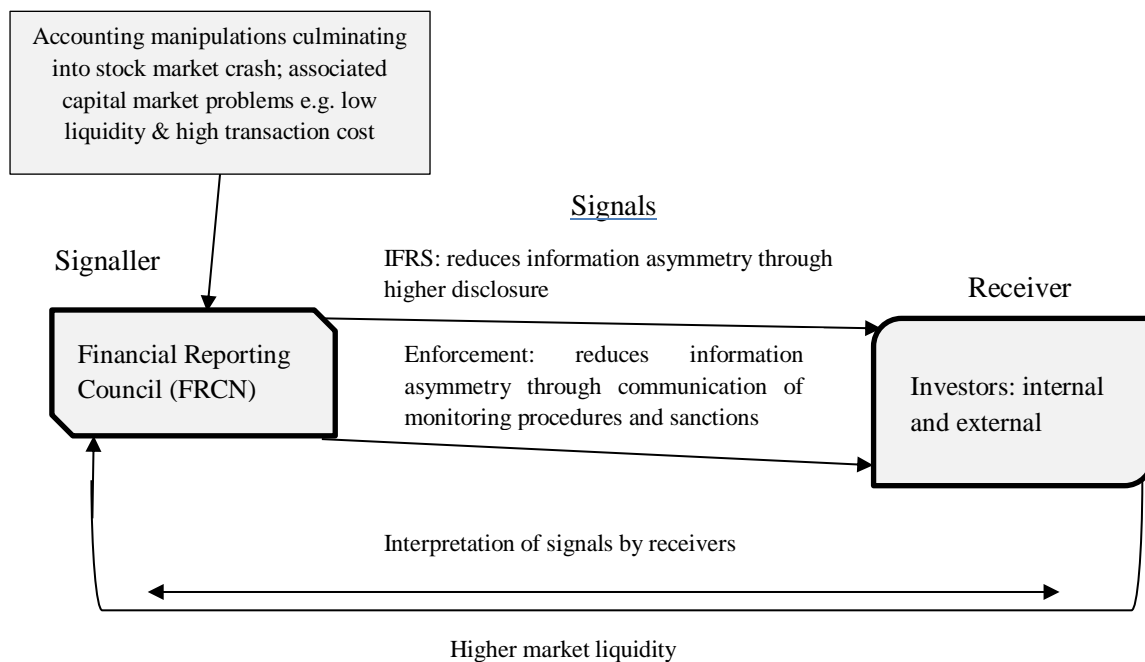 Accounting manipulations culminating
into stock market crash; associated
capital market problems e.g. low
liquidity & high transaction cost
Signals
Signaller
IFRS: reduces information asymmetry through
higher disclosure
Receiver
Financial Reporting
Council (FRCN)
Enforcement: reduces information
asymmetry through communication of
monitoring procedures and sanctions
Investors: internal
and external
Interpretation of signals by receivers
Higher market liquidity